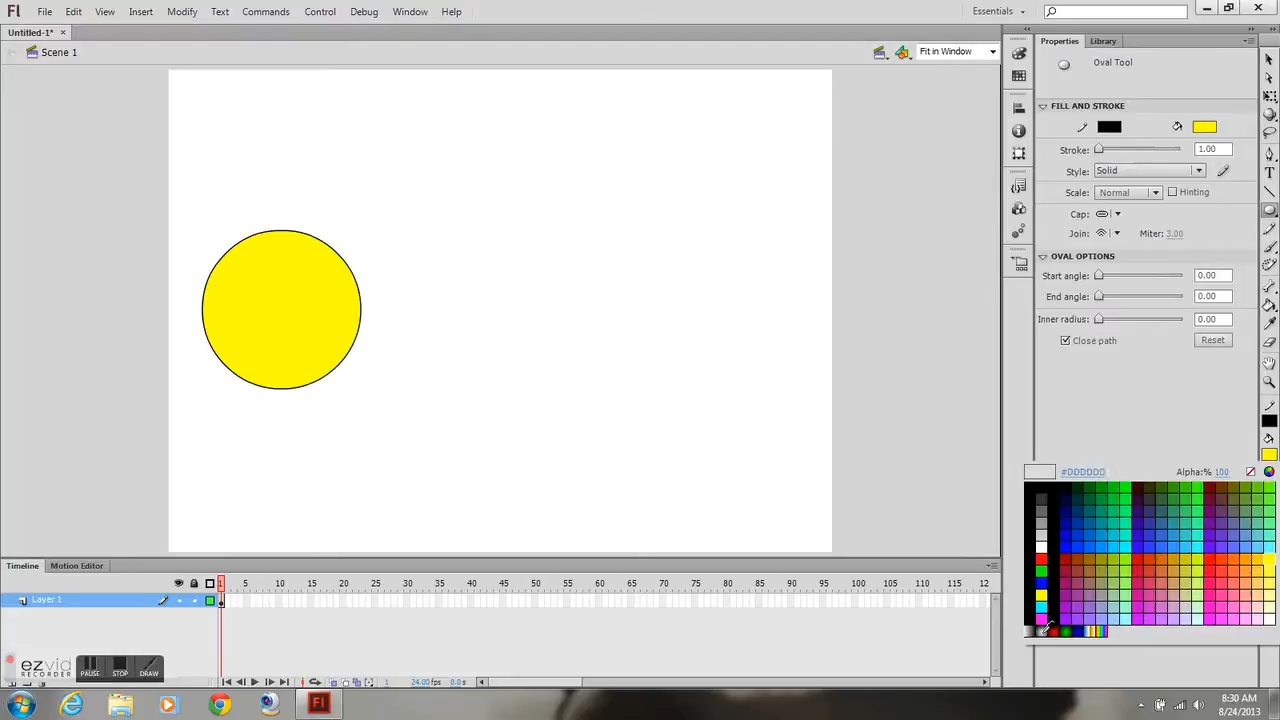 Fl File Edit View Insert Modify Text Commands Control Debug Window Help Essentials
Untitled-1*
Scene 1 Fit in Window
Properties Library
Oval Tool
FILL AND STROKE
Stroke: 1.00
Style: Solid
Scale: Normal Hinting
Cap:
Join: Miter: 3.00
OVAL OPTIONS
Start angle: 0.00
End angle: 0.00
Inner radius: 0.00
Close path Reset
#DDDDDD Alpha:% 100
Timeline Motion Editor
1 5 10 15 20 25 30 35 40 45 50 55 60 65 70 75 80 85 90 95 100 105 110 115 12
Layer 1
ezvid
RECORDER
PAUSE STOP DRAW
1 24.00fps 0.0s
Fl
8:30 AM
8/24/2013